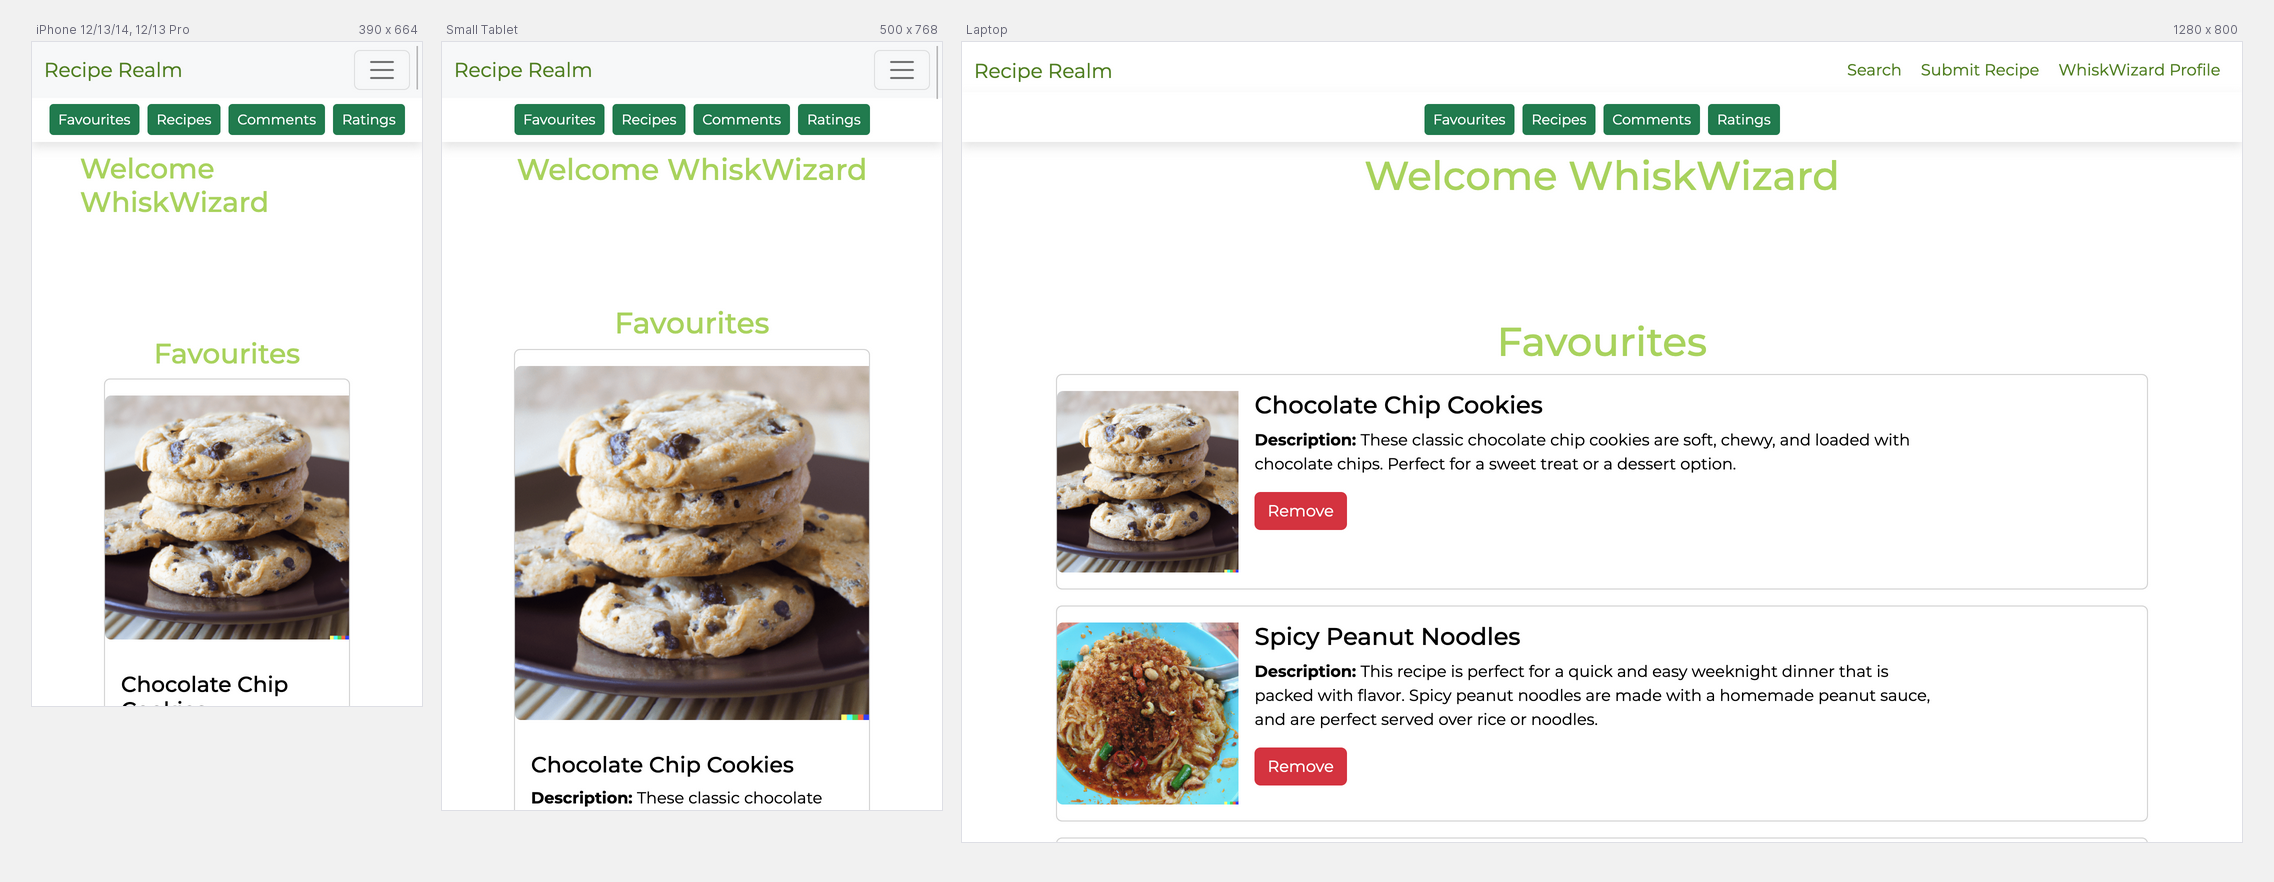 iPhone 12/13/14, 12/13 Pro 390 x 664
Recipe Realm
Favourites Recipes Comments Ratings
Welcome
WhiskWizard
Favourites
Chocolate Chip
Small Tablet 500 x 768
Recipe Realm
Favourites Recipes Comments Ratings
Welcome WhiskWizard
Favourites
Chocolate Chip Cookies
Description: These classic chocolate
Laptop 1280 x 800
Recipe Realm Search Submit Recipe WhiskWizard Profile
Favourites Recipes Comments Ratings
Welcome WhiskWizard
Favourites
Chocolate Chip Cookies
Description: These classic chocolate chip cookies are soft, chewy, and loaded with
chocolate chips. Perfect for a sweet treat or a dessert option.
Remove
Spicy Peanut Noodles
Description: This recipe is perfect for a quick and easy weeknight dinner that is
packed with flavor. Spicy peanut noodles are made with a homemade peanut sauce,
and are perfect served over rice or noodles.
Remove